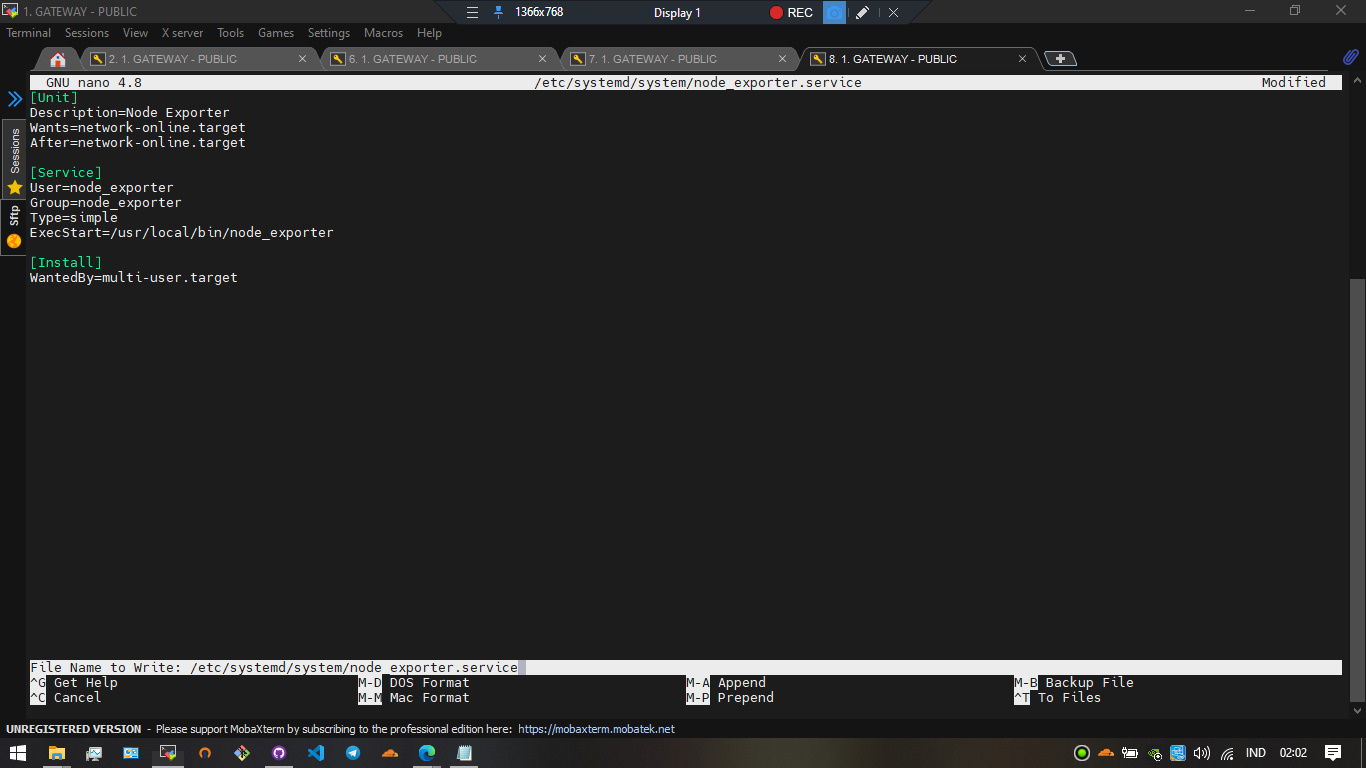 1. GATEWAY - PUBLIC
1366x768
Display 1
REC
Terminal Sessions View X server Tools Games Settings Macros Help
2. 1. GATEWAY - PUBLIC
6. 1. GATEWAY - PUBLIC
7. 1. GATEWAY - PUBLIC
8. 1. GATEWAY - PUBLIC
GNU nano 4.8 /etc/systemd/system/node_exporter.service Modified
[Unit]
Description=Node Exporter
Wants=network-online.target
After=network-online.target
[Service]
User=node_exporter
Group=node_exporter
Type=simple
ExecStart=/usr/local/bin/node_exporter
[Install]
WantedBy=multi-user.target
Sessions
Sftp
File Name to Write: /etc/systemd/system/node_exporter.service
^G Get Help M-D DOS Format M-A Append M-B Backup File
^C Cancel M-M Mac Format M-P Prepend ^T To Files
UNREGISTERED VERSION - Please support MobaXterm by subscribing to the professional edition here: https://mobaxterm.mobatek.net
IND 02:02